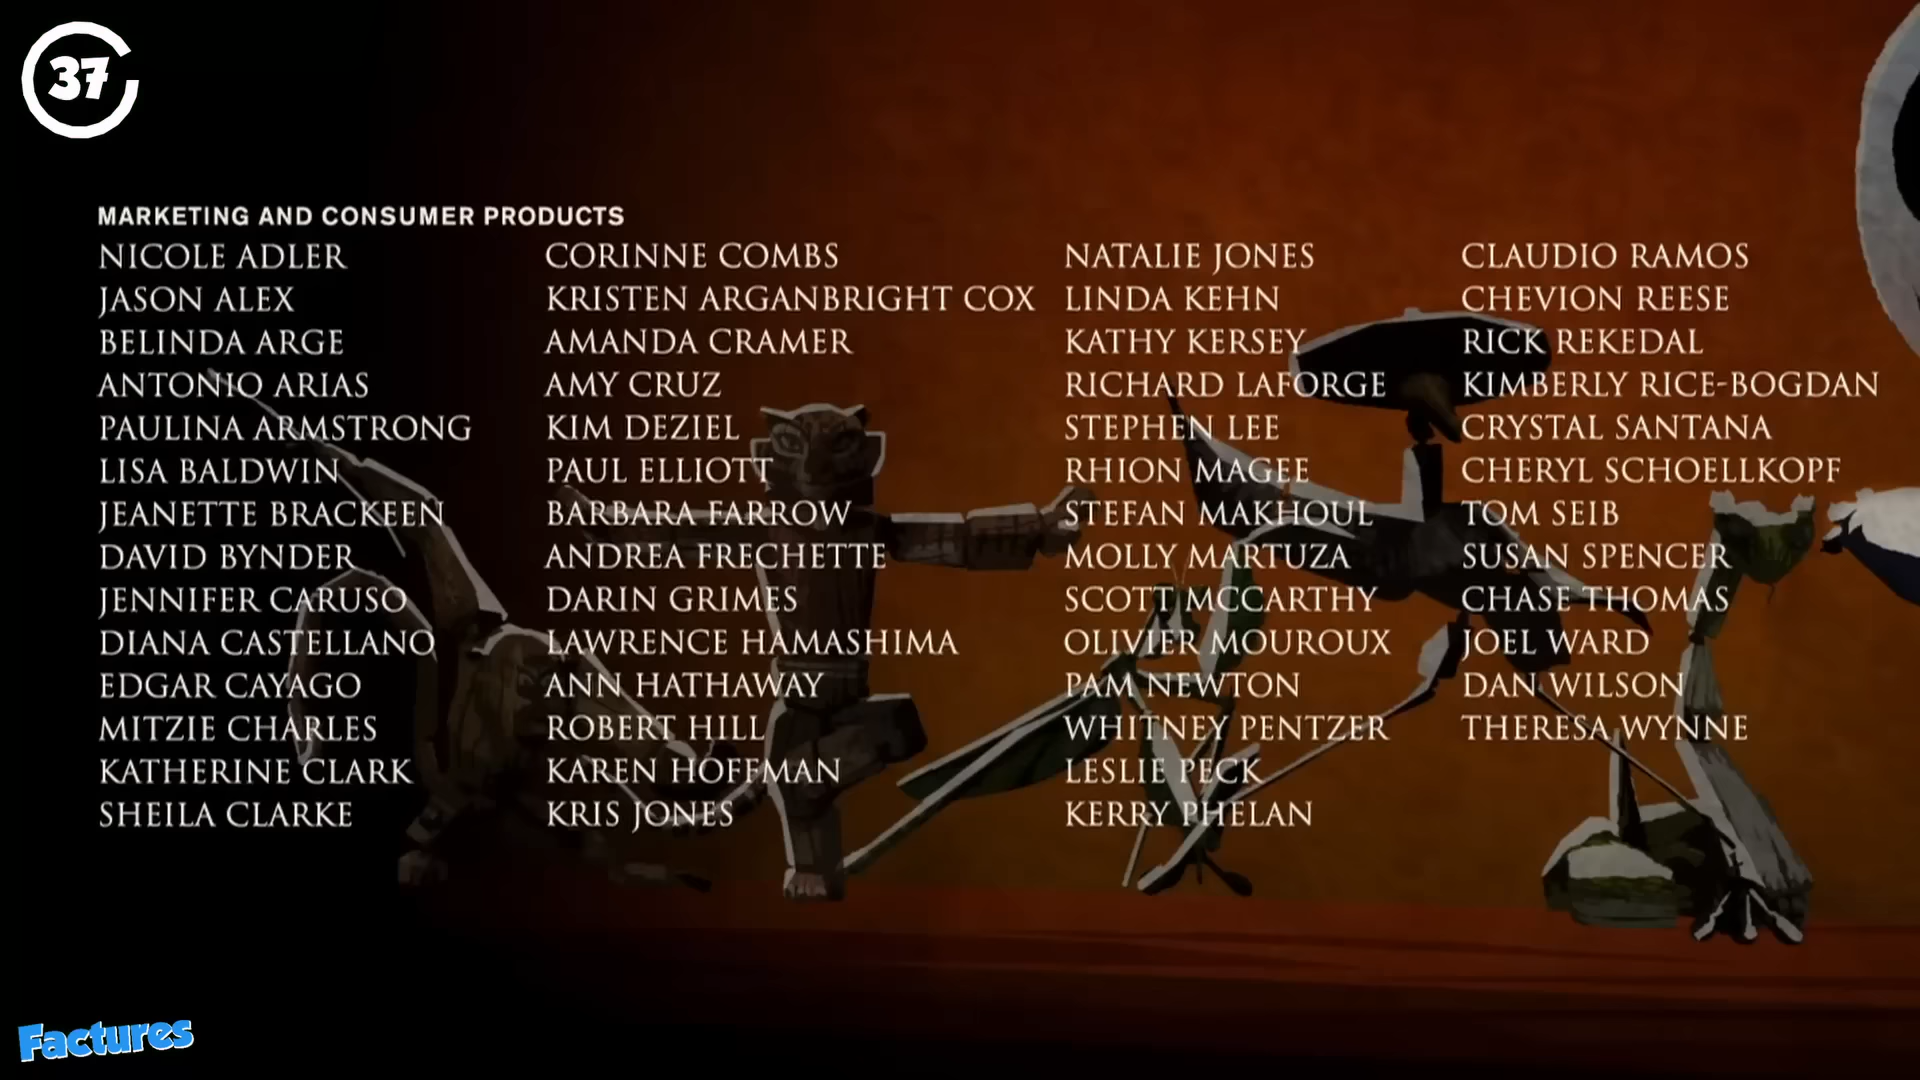 37
MARKETING AND CONSUMER PRODUCTS
NICOLE ADLER
JASON ALEX
BELINDA ARGE
ANTONIO ARIAS
PAULINA ARMSTRONG
LISA BALDWIN
JEANETTE BRACKEEN
DAVID BYNDER
JENNIFER CARUSO
DIANA CASTELLANO
EDGAR CAYAGO
MITZIE CHARLES
KATHERINE CLARK
SHEILA CLARKE
CORINNE COMBS
KRISTEN ARGANBRIGHT COX
AMANDA CRAMER
AMY CRUZ
KIM DEZIEL
PAUL ELLIOTT
BARBARA FARROW
ANDREA FRECHETTE
DARIN GRIMES
LAWRENCE HAMASHIMA
ANN HATHAWAY
ROBERT HILL
KAREN HOFFMAN
KRIS JONES
NATALIE JONES
LINDA KEHN
KATHY KERSEY
RICHARD LAFORGE
STEPHEN LEE
RHION MAGEE
STEFAN MAKHOUL
MOLLY MARTUZA
SCOTT MCCARTHY
OLIVIER MOUROUX
PAM NEWTON
WHITNEY PENTZER
LESLIE PECK
KERRY PHELAN
CLAUDIO RAMOS
CHEVION REESE
RICK REKEDAL
KIMBERLY RICE-BOGDAN
CRYSTAL SANTANA
CHERYL SCHOELLKOPF
TOM SEIB
SUSAN SPENCER
CHASE THOMAS
JOEL WARD
DAN WILSON
THERESA WYNNE
Factures